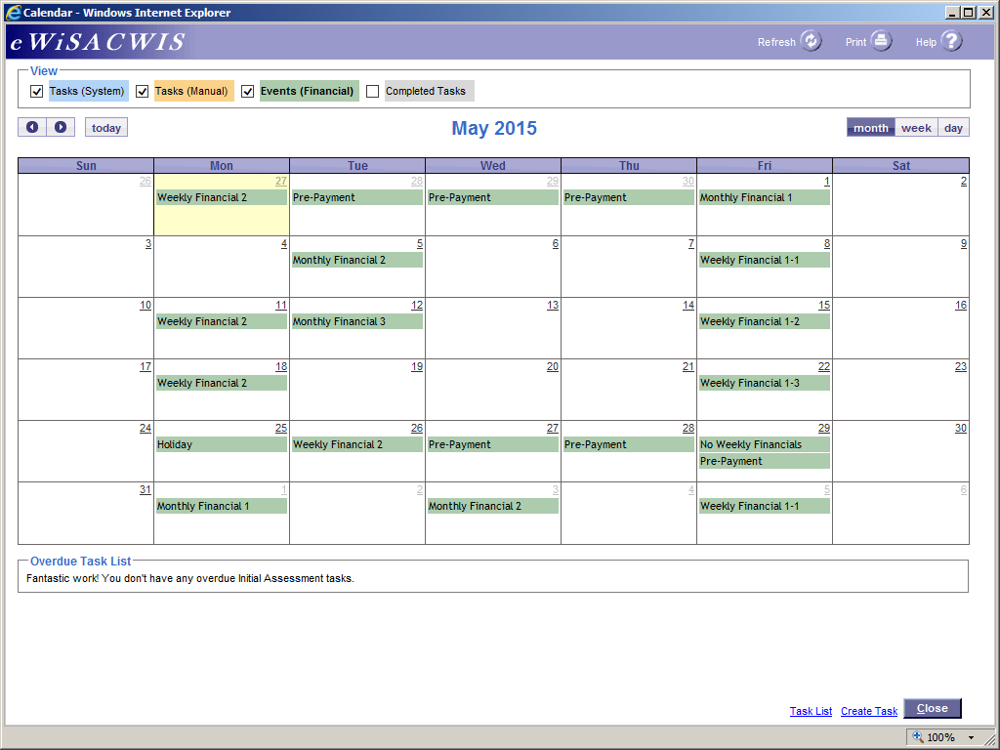 Calendar - Windows Internet Explorer
eWiSACWIS
Refresh Print Help ?
View
Tasks (System) Tasks (Manual) Events (Financial) Completed Tasks
today May 2015 month week day
Sun Mon Tue Wed Thu Fri Sat
26 27 28 29 30 1 2
Weekly Financial 2 Pre-Payment Pre-Payment Pre-Payment Monthly Financial 1
3 4 5 6 7 8 9
Monthly Financial 2 Weekly Financial 1-1
10 11 12 13 14 15 16
Weekly Financial 2 Monthly Financial 3 Weekly Financial 1-2
17 18 19 20 21 22 23
Weekly Financial 2 Weekly Financial 1-3
24 25 26 27 28 29 30
Holiday Weekly Financial 2 Pre-Payment Pre-Payment No Weekly Financials
Pre-Payment
31 1 2 3 4 5 6
Monthly Financial 1 Monthly Financial 2 Weekly Financial 1-1
Overdue Task List
Fantastic work! You don't have any overdue Initial Assessment tasks.
Task List Create Task Close
100%